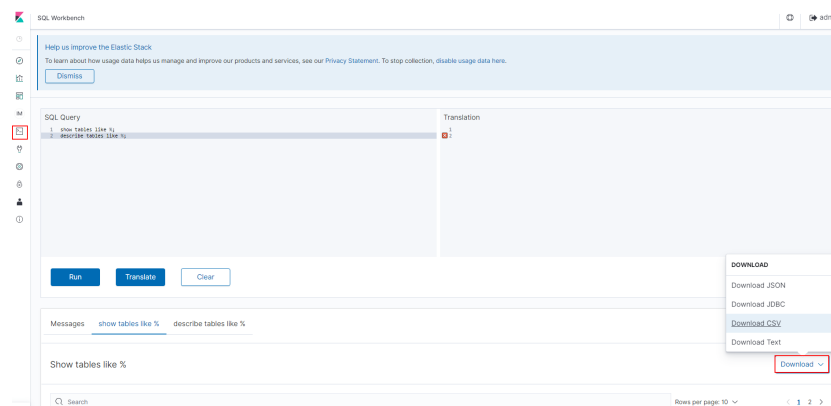 SQL Workbench
adm
Help us improve the Elastic Stack
To learn about how usage data helps us manage and improve our products and services, see our Privacy Statement. To stop collection, disable usage data here.
Dismiss
IM
SQL Query
Translation
1 show tables like %;
2 describe tables like %;
1
2
Run
Translate
Clear
DOWNLOAD
Download JSON
Download JDBC
Download CSV
Download Text
Messages
show tables like %
describe tables like %
Show tables like %
Download
Search
Rows per page: 10
1 2